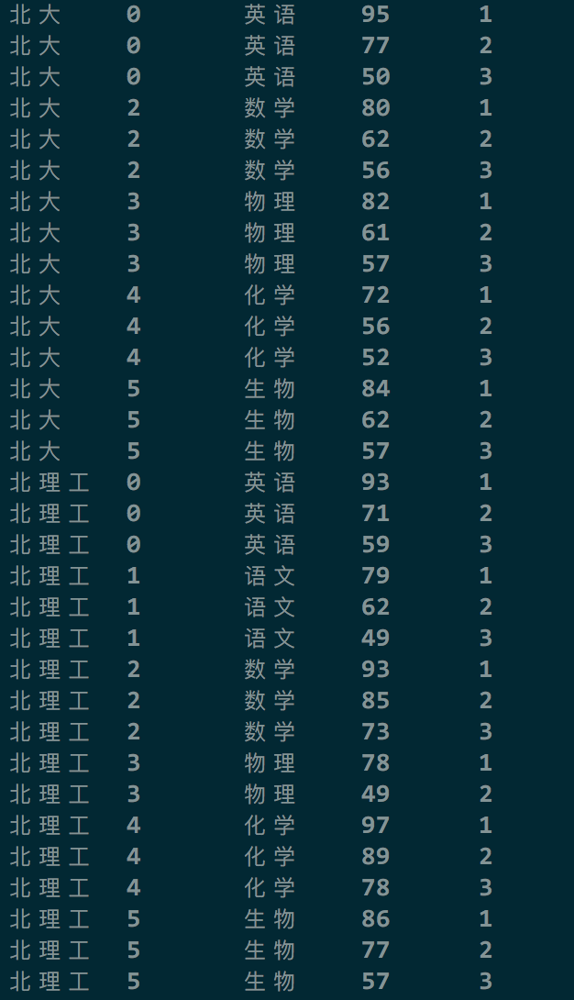 北大 0 英语 95 1
北大 0 英语 77 2
北大 0 英语 50 3
北大 2 数学 80 1
北大 2 数学 62 2
北大 2 数学 56 3
北大 3 物理 82 1
北大 3 物理 61 2
北大 3 物理 57 3
北大 4 化学 72 1
北大 4 化学 56 2
北大 4 化学 52 3
北大 5 生物 84 1
北大 5 生物 62 2
北大 5 生物 57 3
北理工 0 英语 93 1
北理工 0 英语 71 2
北理工 0 英语 59 3
北理工 1 语文 79 1
北理工 1 语文 62 2
北理工 1 语文 49 3
北理工 2 数学 93 1
北理工 2 数学 85 2
北理工 2 数学 73 3
北理工 3 物理 78 1
北理工 3 物理 49 2
北理工 4 化学 97 1
北理工 4 化学 89 2
北理工 4 化学 78 3
北理工 5 生物 86 1
北理工 5 生物 77 2
北理工 5 生物 57 3